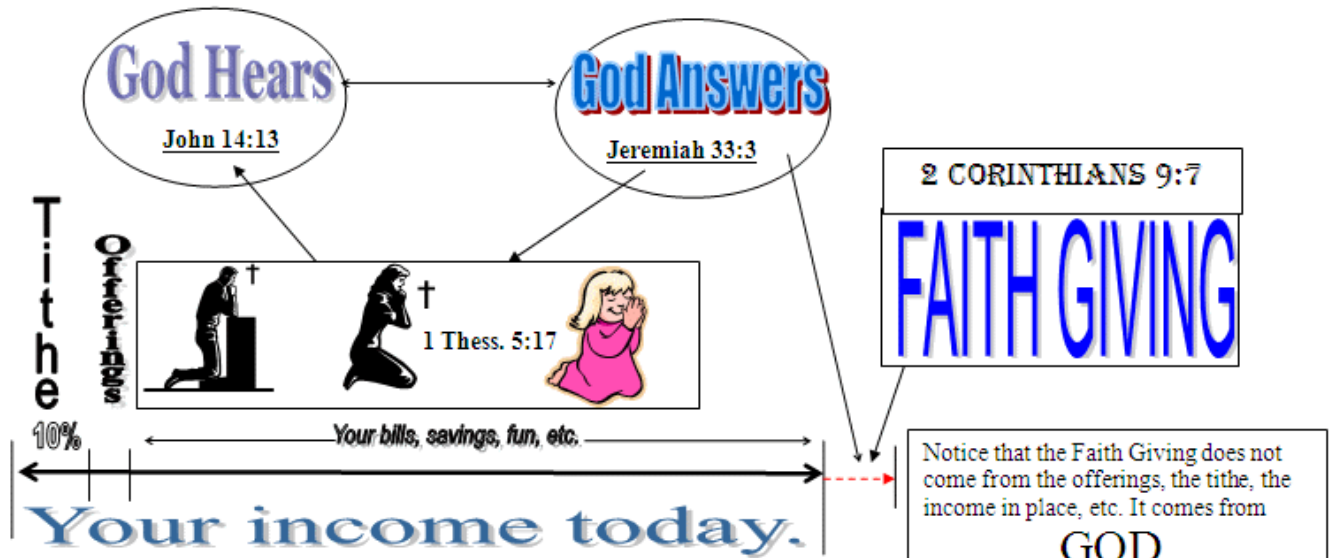 God Hears
John 14:13
God Answers
Jeremiah 33:3
2 CORINTHIANS 9:7
FAITH GIVING
Tithe
10%
Offerings
1 Thess. 5:17
Your bills, savings, fun, etc.
Your income today.
Notice that the Faith Giving does not
come from the offerings, the tithe, the
income in place, etc. It comes from
GOD